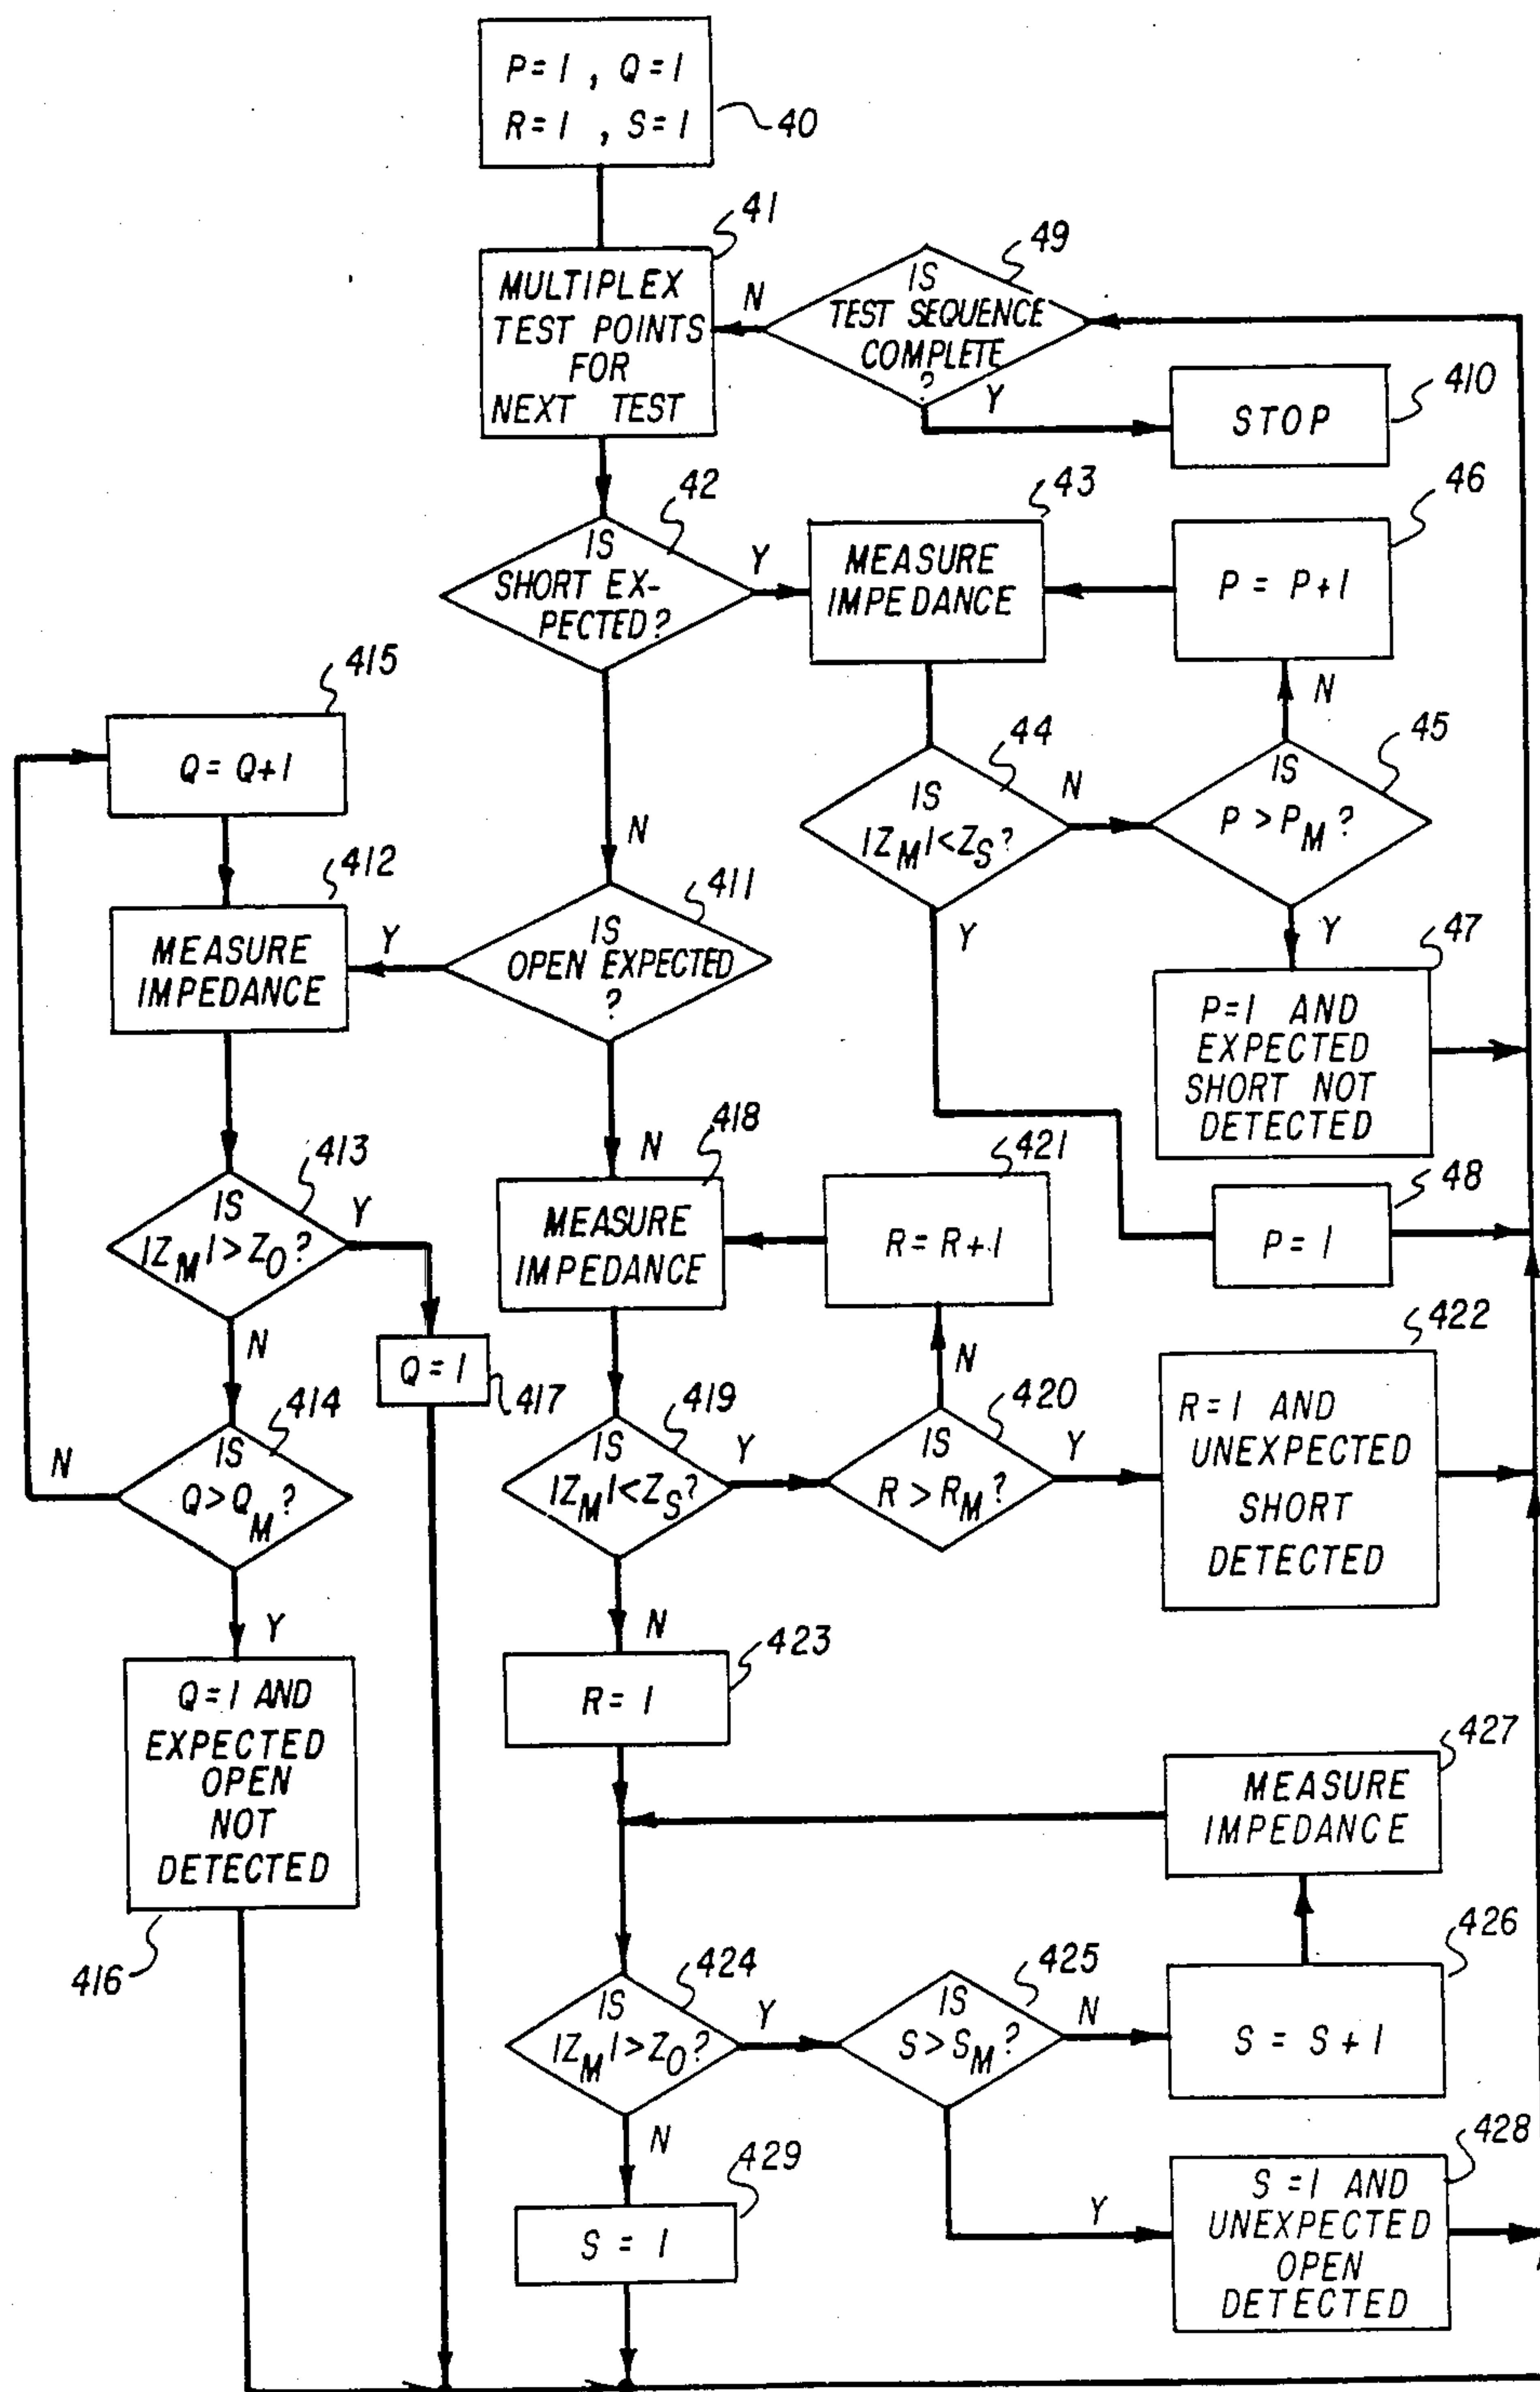 P=1 , Q=1
R=1 , S=1
40
41
MULTIPLEX
TEST POINTS
FOR
NEXT TEST
49
IS
TEST SEQUENCE
COMPLETE
?
N
Y
410
STOP
42
IS
SHORT EX-
PECTED?
Y
43
MEASURE
IMPEDANCE
46
P = P+1
N
415
Q = Q+1
44
IS
|ZM|<ZS?
N
45
IS
P > PM?
N
Y
Y
412
MEASURE
IMPEDANCE
Y
411
IS
OPEN EXPECTED
?
47
P=1 AND
EXPECTED
SHORT NOT
DETECTED
N
418
MEASURE
IMPEDANCE
421
R=R+1
48
P=1
413
IS
|ZM|>ZO?
Y
N
N
Q=1
417
422
R=1 AND
UNEXPECTED
SHORT
DETECTED
414
IS
Q>QM?
N
Y
419
IS
|ZM|<ZS?
Y
420
IS
R > RM?
Y
N
423
R= 1
Q=1 AND
EXPECTED
OPEN
NOT
DETECTED
416
427
MEASURE
IMPEDANCE
424
IS
|ZM|>ZO?
Y
425
IS
S>SM?
N
426
S = S+1
N
429
S = 1
Y
428
S=1 AND
UNEXPECTED
OPEN
DETECTED